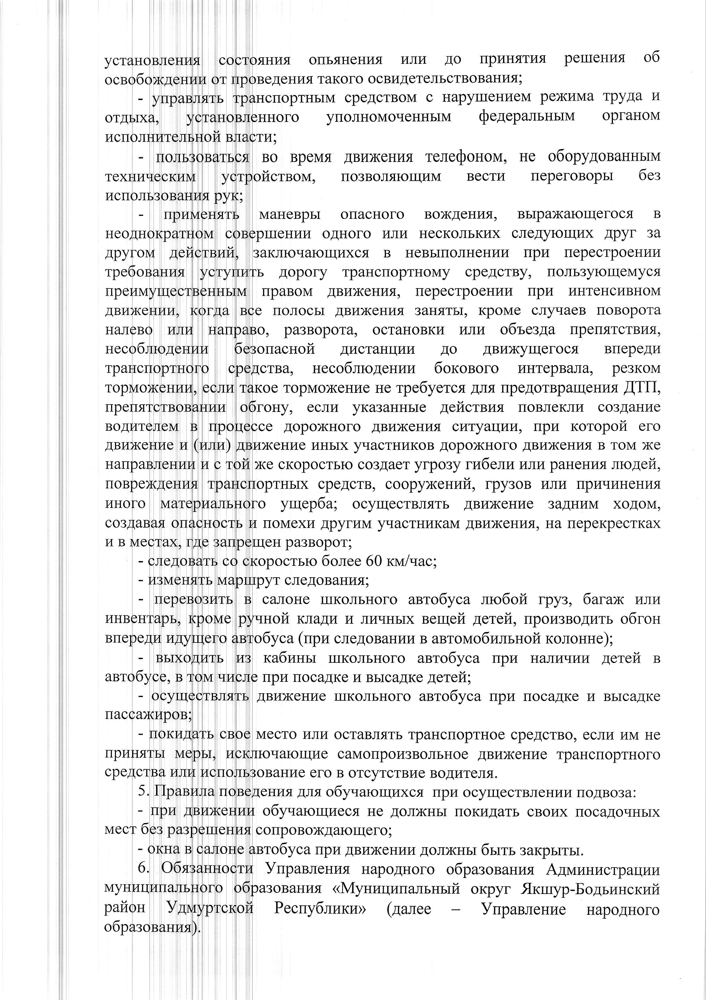 установления состояния опьянения или до принятия решения об
освобождении от проведения такого освидетельствования;
- управлять транспортным средством с нарушением режима труда и
отдыха, установленного уполномоченным федеральным органом
исполнительной власти;
- пользоваться во время движения телефоном, не оборудованным
техническим устройством, позволяющим вести переговоры без
использования рук;
- применять маневры опасного вождения, выражающегося в
неоднократном совершении одного или нескольких следующих друг за
другом действий, заключающихся в невыполнении при перестроении
требования уступить дорогу транспортному средству, пользующемуся
преимущественным правом движения, перестроении при интенсивном
движении, когда все полосы движения заняты, кроме случаев поворота
налево или направо, разворота, остановки или объезда препятствия,
несоблюдении безопасной дистанции до движущегося впереди
транспортного средства, несоблюдении бокового интервала, резком
торможении, если такое торможение не требуется для предотвращения ДТП,
препятствовании обгону, если указанные действия повлекли создание
водителем в процессе дорожного движения ситуации, при которой его
движение и (или) движение иных участников дорожного движения в том же
направлении и с той же скоростью создает угрозу гибели или ранения людей,
повреждения транспортных средств, сооружений, грузов или причинения
иного материального ущерба; осуществлять движение задним ходом,
создавая опасность и помехи другим участникам движения, на перекрестках
и в местах, где запрещен разворот;
- следовать со скоростью более 60 км/час;
- изменять маршрут следования;
- перевозить в салоне школьного автобуса любой груз, багаж или
инвентарь, кроме ручной клади и личных вещей детей, производить обгон
впереди идущего автобуса (при следовании в автомобильной колонне);
- выходить из кабины школьного автобуса при наличии детей в
автобусе, в том числе при посадке и высадке детей;
- осуществлять движение школьного автобуса при посадке и высадке
пассажиров;
- покидать свое место или оставлять транспортное средство, если им не
приняты меры, исключающие самопроизвольное движение транспортного
средства или использование его в отсутствие водителя.
5. Правила поведения для обучающихся при осуществлении подвоза:
- при движении обучающиеся не должны покидать своих посадочных
мест без разрешения сопровождающего;
- окна в салоне автобуса при движении должны быть закрыты.
6. Обязанности Управления народного образования Администрации
муниципального образования «Муниципальный округ Якшур-Бодьинский
район Удмуртской Республики» (далее – Управление народного
образования).